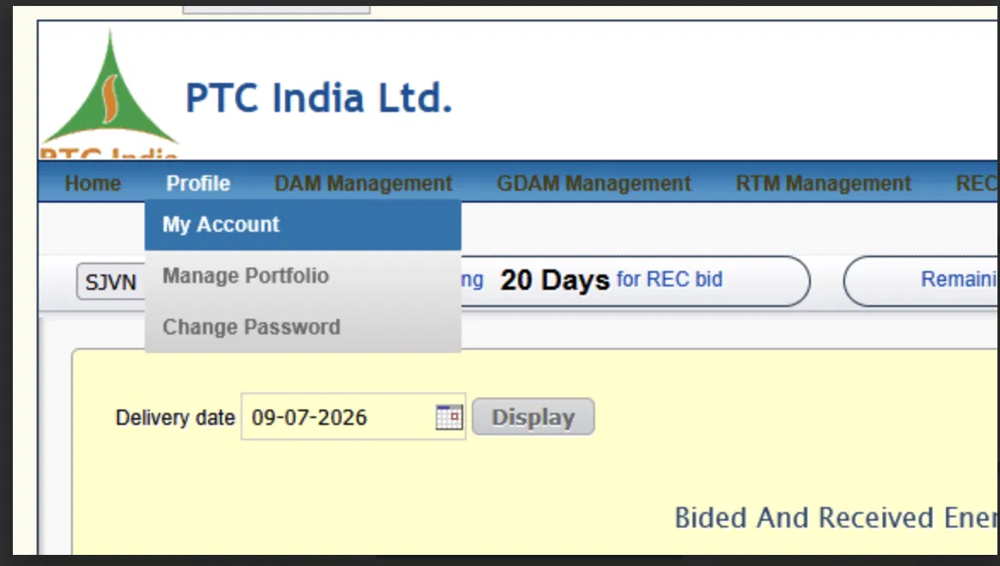 PTC India Ltd.
PTC India
Home Profile DAM Management GDAM Management RTM Management REC
My Account
SJVN Manage Portfolio ng 20 Days for REC bid Remaini
Change Password
Delivery date 09-07-2026 Display
Bided And Received Ener